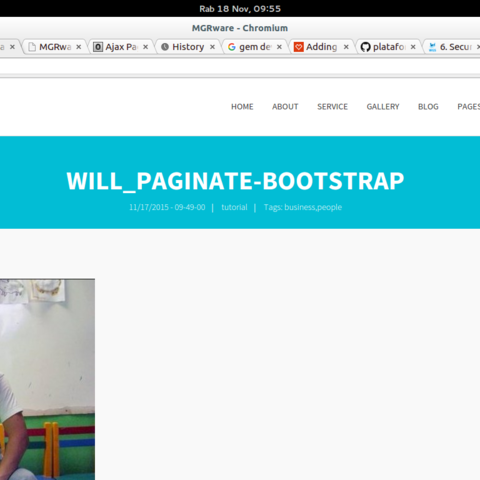 Rab 18 Nov, 09:55
MGRware - Chromium
MGRwa Ajax Pa History gem de Adding platafo 6. Secu
HOME ABOUT SERVICE GALLERY BLOG PAGES
WILL_PAGINATE-BOOTSTRAP
11/17/2015 - 09-49-00 | tutorial | Tags: business,people